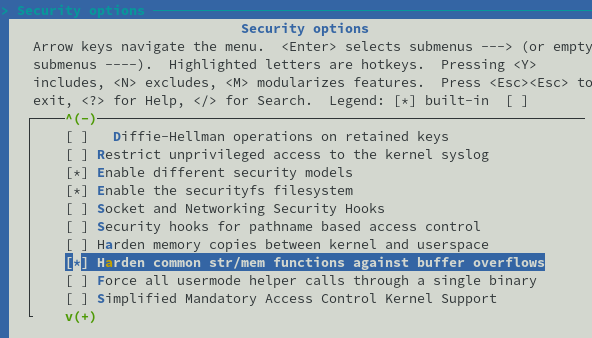 > Security options
Security options
Arrow keys navigate the menu.  <Enter> selects submenus ---> (or empty
submenus ----).  Highlighted letters are hotkeys.  Pressing <Y>
includes, <N> excludes, <M> modularizes features.  Press <Esc><Esc> to
exit, <?> for Help, </> for Search.  Legend: [*] built-in  [ ]
^(-)
[ ]   Diffie-Hellman operations on retained keys
[ ] Restrict unprivileged access to the kernel syslog
[*] Enable different security models
[*] Enable the securityfs filesystem
[ ] Socket and Networking Security Hooks
[ ] Security hooks for pathname based access control
[ ] Harden memory copies between kernel and userspace
[*] Harden common str/mem functions against buffer overflows
[ ] Force all usermode helper calls through a single binary
[ ] Simplified Mandatory Access Control Kernel Support
v(+)